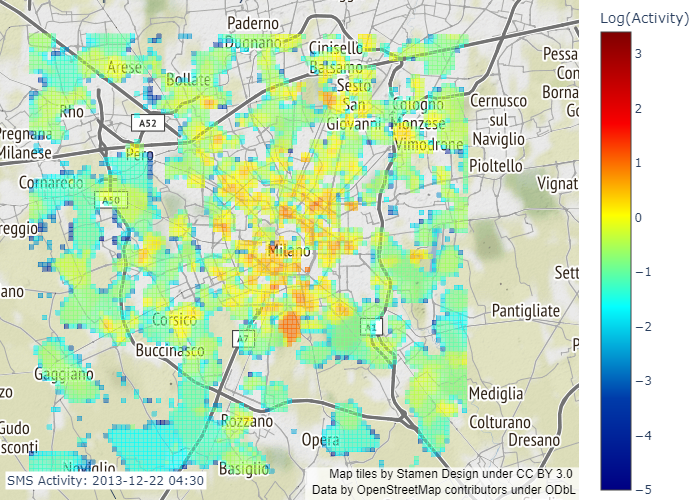 Paderno
Dugnano
Cinisello
Balsamo
Arese
Bollate
Sesto
San
Giovanni
Cologno
Monzese
Rho
A52
Cernusco
sul
Naviglio
Pessa
Con
Borna
Go
Pregnana
Milanese
Pero
Vimodrone
Pioltello
Cornaredo
A50
Vignat
reggio
Milano
Sett
ano
Pantigliate
Corsico
A7
A1
P
Buccinasco
Gaggiano
zo
Mediglia
Rozzano
Colturano
Gudo
sconti
Opera
Dresano
Noviglio
Basiglio
SMS Activity: 2013-12-22 04:30
Map tiles by Stamen Design under CC BY 3.0
Data by OpenStreetMap contributors under ODbL
Log(Activity)
3
2
1
0
−1
−2
−3
−4
−5